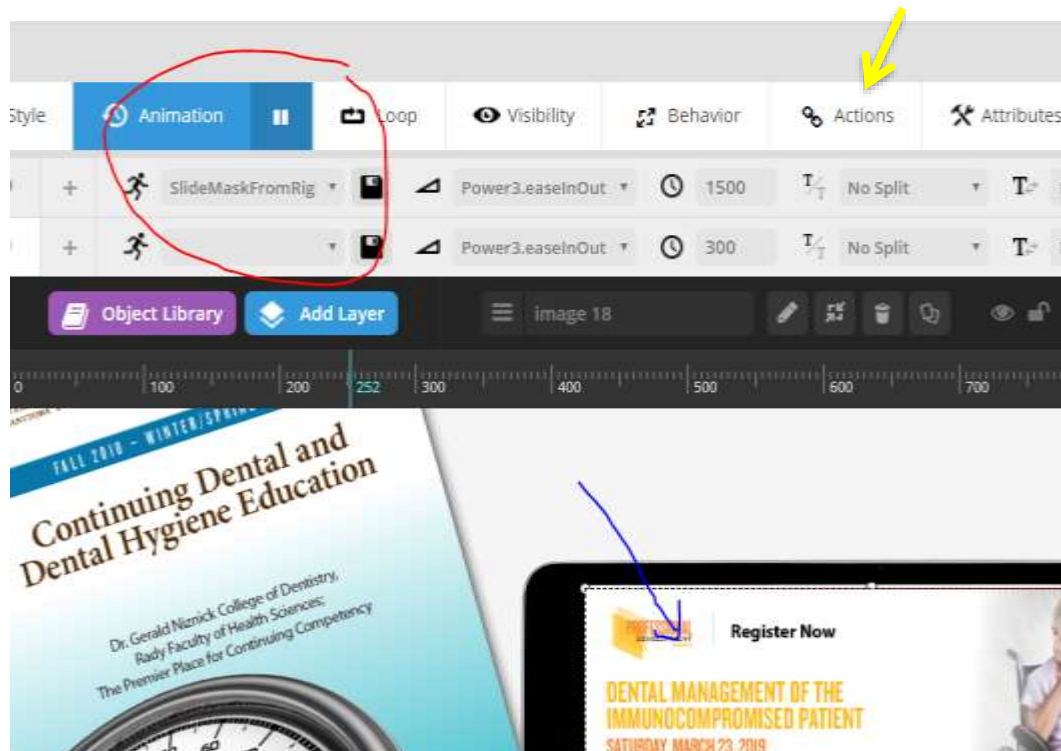 Style Animation Loop Visibility Behavior Actions Attributes
+ SlideMaskFromRig Power3.easeInOut 1500 No Split
+ Power3.easeInOut 300 No Split
Object Library Add Layer image 18
0 100 200 252 300 400 500 600 700
FALL 2018 - WINTER/SPRING
Continuing Dental and
Dental Hygiene Education
Dr. Gerald Niznick College of Dentistry,
Rady Faculty of Health Sciences;
The Premier Place for Continuing Competency
60
PROFESSIONAL
Register Now
DENTAL MANAGEMENT OF THE
IMMUNOCOMPROMISED PATIENT
SATURDAY, MARCH 23, 2019